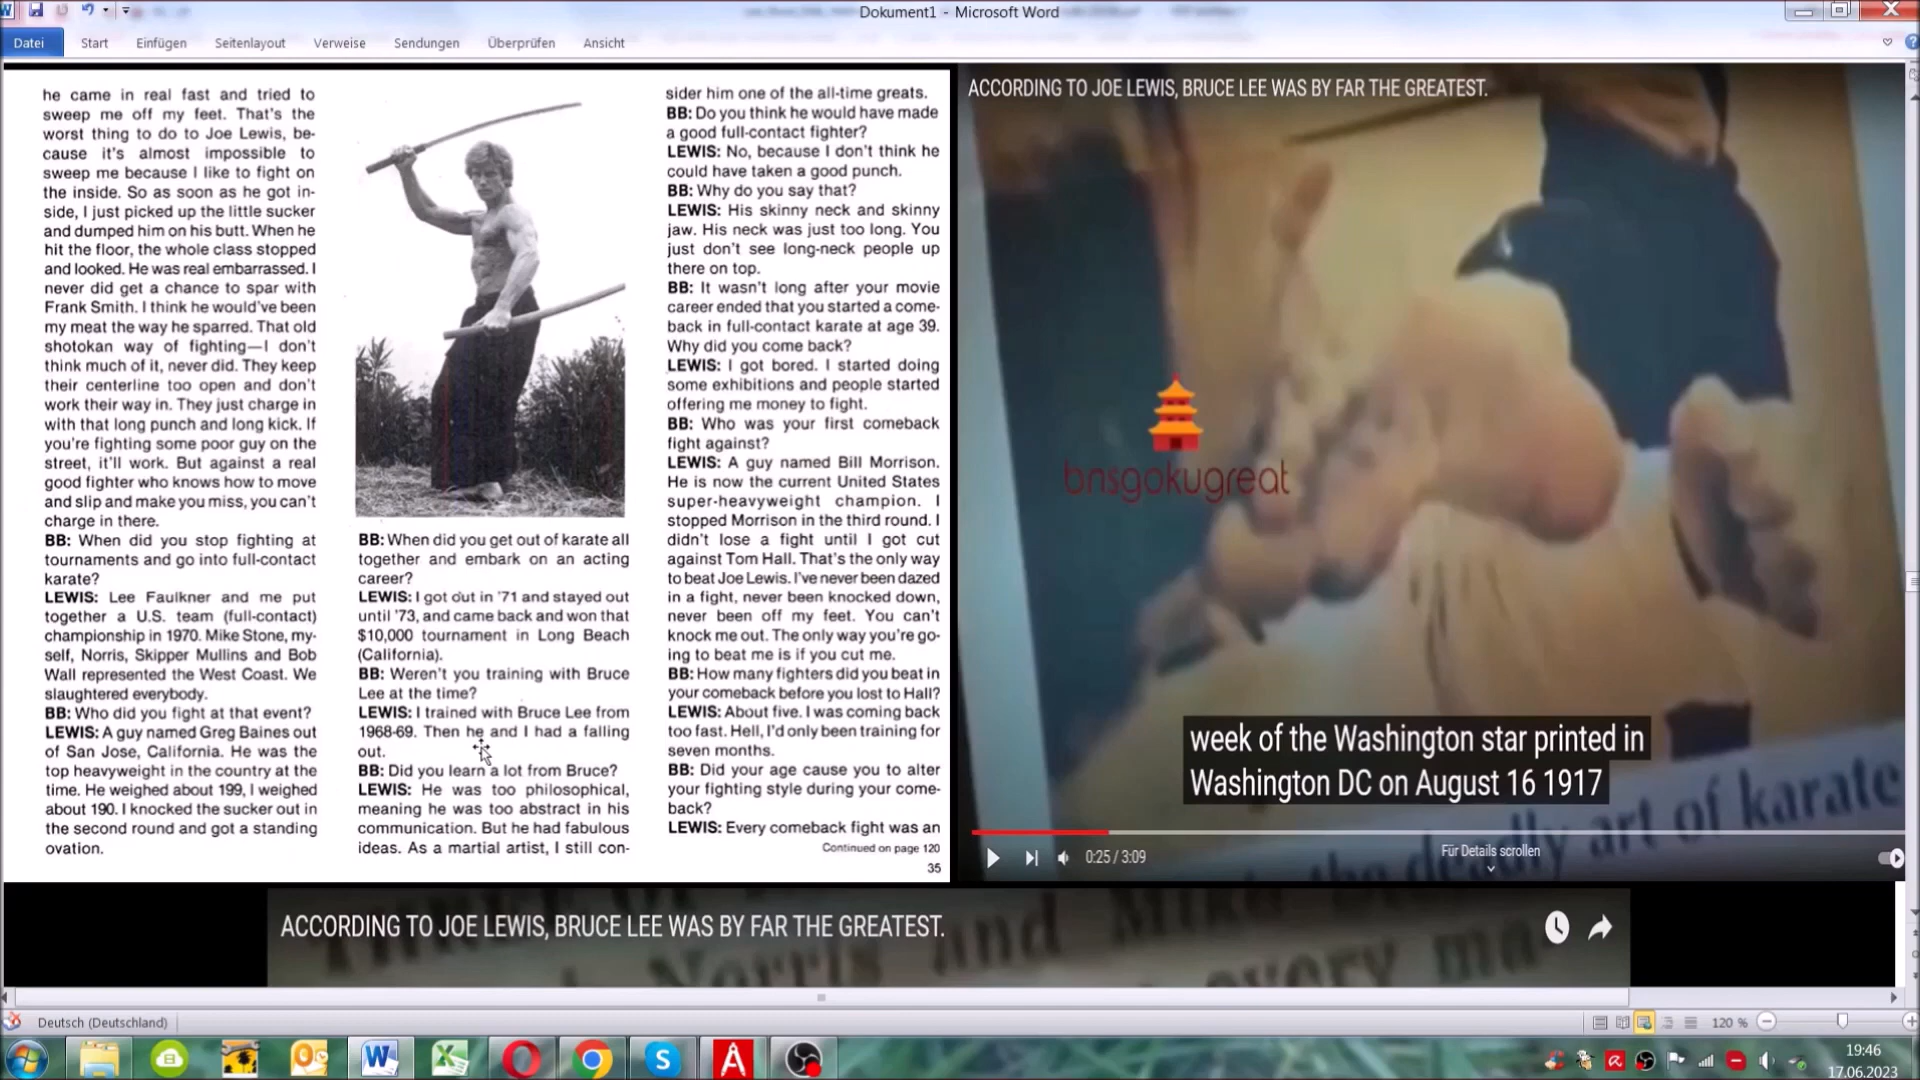 Dokument1 - Microsoft Word
Datei Start Einfügen Seitenlayout Verweise Sendungen Überprüfen Ansicht
he came in real fast and tried to
sweep me off my feet. That's the
worst thing to do to Joe Lewis, be-
cause it's almost impossible to
sweep me because I like to fight on
the inside. So as soon as he got in-
side, I just picked up the little sucker
and dumped him on his butt. When he
hit the floor, the whole class stopped
and looked. He was real embarrassed. I
never did get a chance to spar with
Frank Smith. I think he would've been
my meat the way he sparred. That old
shotokan way of fighting—I don't
think much of it, never did. They keep
their centerline too open and don't
work their way in. They just charge in
with that long punch and long kick. If
you're fighting some poor guy on the
street, it'll work. But against a real
good fighter who knows how to move
and slip and make you miss, you can't
charge in there.
BB: When did you stop fighting at
tournaments and go into full-contact
karate?
LEWIS: Lee Faulkner and me put
together a U.S. team (full-contact)
championship in 1970. Mike Stone, my-
self, Norris, Skipper Mullins and Bob
Wall represented the West Coast. We
slaughtered everybody.
BB: Who did you fight at that event?
LEWIS: A guy named Greg Baines out
of San Jose, California. He was the
top heavyweight in the country at the
time. He weighed about 199, I weighed
about 190. I knocked the sucker out in
the second round and got a standing
ovation.
BB: When did you get out of karate all
together and embark on an acting
career?
LEWIS: I got out in '71 and stayed out
until '73, and came back and won that
$10,000 tournament in Long Beach
(California).
BB: Weren't you training with Bruce
Lee at the time?
LEWIS: I trained with Bruce Lee from
1968-69. Then he and I had a falling
out.
BB: Did you learn a lot from Bruce?
LEWIS: He was too philosophical,
meaning he was too abstract in his
communication. But he had fabulous
ideas. As a martial artist, I still con-
sider him one of the all-time greats.
BB: Do you think he would have made
a good full-contact fighter?
LEWIS: No, because I don't think he
could have taken a good punch.
BB: Why do you say that?
LEWIS: His skinny neck and skinny
jaw. His neck was just too long. You
just don't see long-neck people up
there on top.
BB: It wasn't long after your movie
career ended that you started a come-
back in full-contact karate at age 39.
Why did you come back?
LEWIS: I got bored. I started doing
some exhibitions and people started
offering me money to fight.
BB: Who was your first comeback
fight against?
LEWIS: A guy named Bill Morrison.
He is now the current United States
super-heavyweight champion. I
stopped Morrison in the third round. I
didn't lose a fight until I got cut
against Tom Hall. That's the only way
to beat Joe Lewis. I've never been dazed
in a fight, never been knocked down,
never been off my feet. You can't
knock me out. The only way you're go-
ing to beat me is if you cut me.
BB: How many fighters did you beat in
your comeback before you lost to Hall?
LEWIS: About five. I was coming back
too fast. Hell, I'd only been training for
seven months.
BB: Did your age cause you to alter
your fighting style during your come-
back?
LEWIS: Every comeback fight was an
Continued on page 120
35
ACCORDING TO JOE LEWIS, BRUCE LEE WAS BY FAR THE GREATEST.
bnsgokugreat
week of the Washington star printed in
Washington DC on August 16 1917
deadly art of karate
0:25 / 3:09
Für Details scrollen
ACCORDING TO JOE LEWIS, BRUCE LEE WAS BY FAR THE GREATEST.
Norris and
Deutsch (Deutschland)
120 %
19:46
17.06.2023